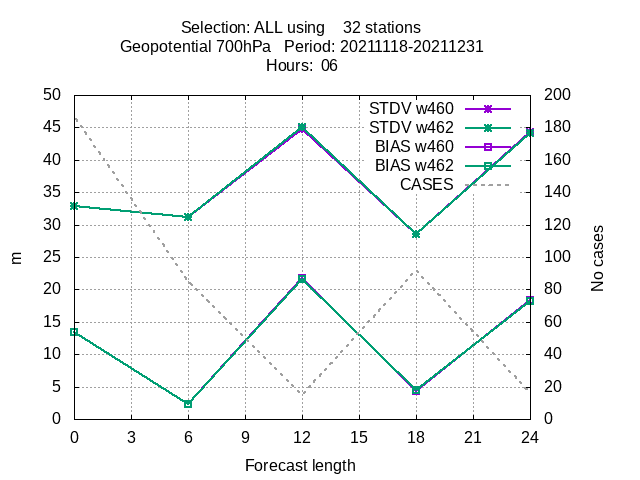 Selection: ALL using    32 stations
Geopotential 700hPa   Period: 20211118-20211231
Hours:  06
50 200
45 180
40 160
35 140
30 120
25 100
20 80
15 60
10 40
5 20
0 0
STDV w460
STDV w462
BIAS w460
BIAS w462
CASES
m
No cases
0 3 6 9 12 15 18 21 24
Forecast length